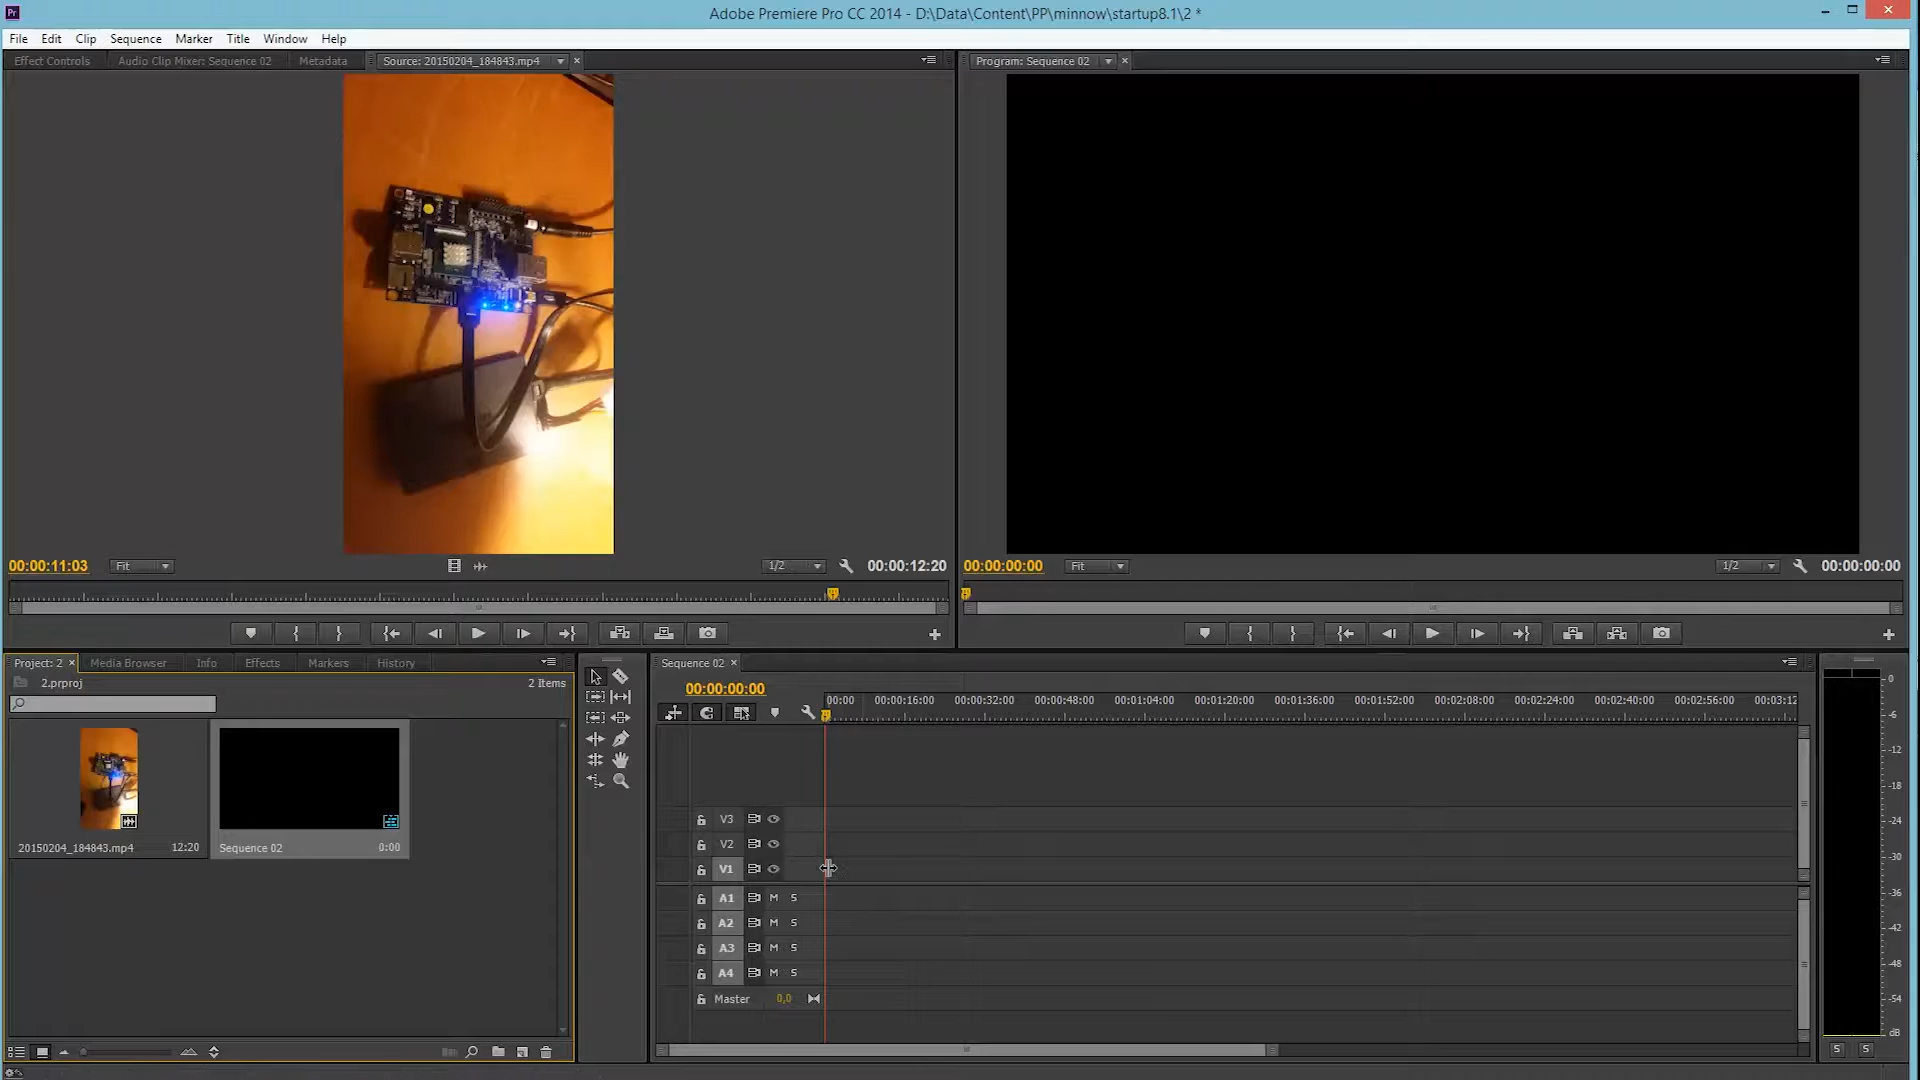 Pr
Adobe Premiere Pro CC 2014 - D:\Data\Content\PP\minnow\startup8.1\2 *
File Edit Clip Sequence Marker Title Window Help
Effect Controls Audio Clip Mixer: Sequence 02 Metadata Source: 20150204_184843.mp4 Program: Sequence 02
00:00:11:03 Fit 1/2 00:00:12:20 00:00:00:00 Fit 1/2 00:00:00:00
Project: 2 Media Browser Info Effects Markers History Sequence 02
2.prproj 2 Items
00:00:00:00
00:00 00:00:16:00 00:00:32:00 00:00:48:00 00:01:04:00 00:01:20:00 00:01:36:00 00:01:52:00 00:02:08:00 00:02:24:00 00:02:40:00 00:02:56:00 00:03:12
20150204_184843.mp4 12:20 Sequence 02 0:00
V3
V2
V1
A1 M S
A2 M S
A3 M S
A4 M S
Master 0,0
0
-6
-12
-18
-24
-30
-36
-42
-48
-54
dB
S S